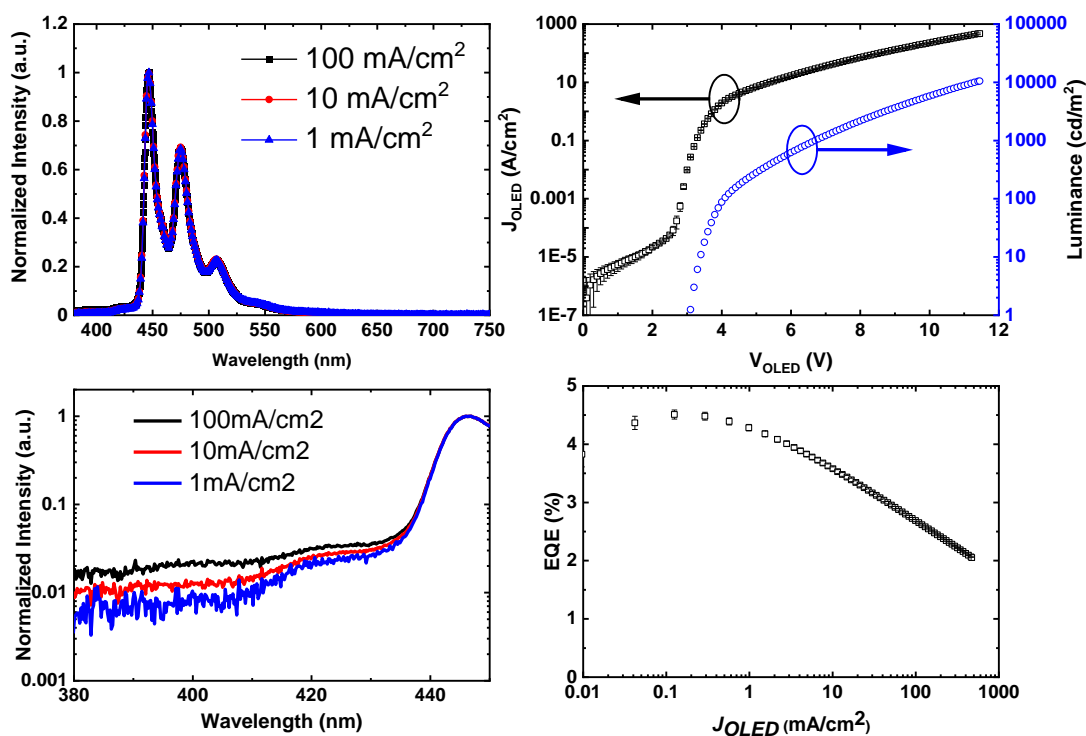 Normalized Intensity (a.u.)
1
0.8
0.6
0.4
0.2
0
100 mA/cm²
10 mA/cm²
1 mA/cm²
400 450 500 550 600 650 700 750
Wavelength (nm)
J_OLED (A/cm²)
1000
10
0.1
0.001
1E-5
1E-7
0 2 4 6 8 10 12
V_OLED (V)
100000
10000
1000
100
10
1
Luminance (cd/m²)
Normalized Intensity (a.u.)
1
0.1
0.01
0.001
100mA/cm2
10mA/cm2
1mA/cm2
380 400 420 440
Wavelength (nm)
EQE (%)
5
4
3
2
1
0
0.01 0.1 1 10 100 1000
J_OLED (mA/cm²)